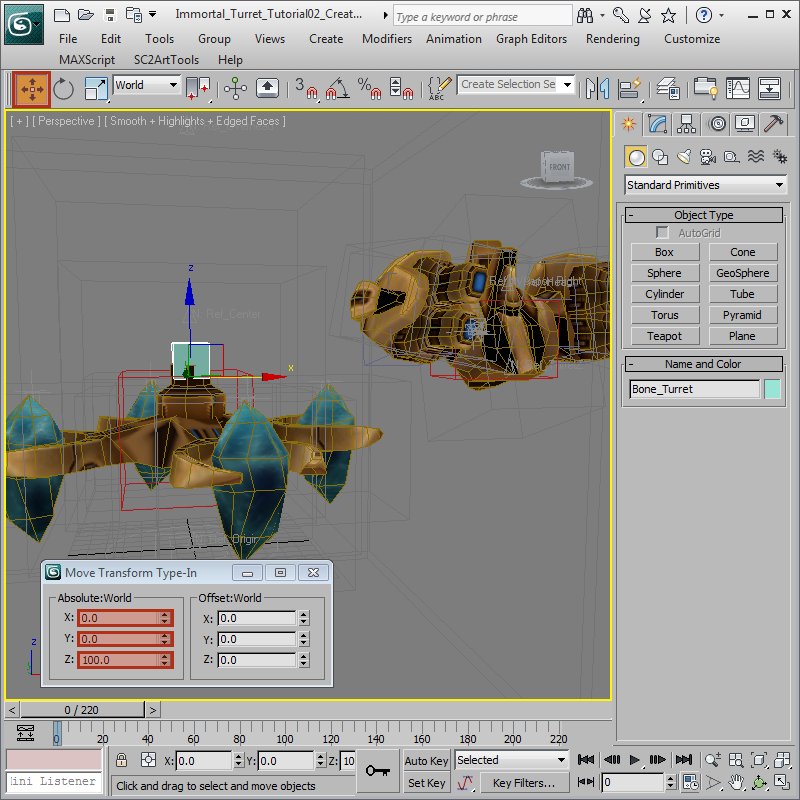 Immortal_Turret_Tutorial02_Creat...
Type a keyword or phrase
File Edit Tools Group Views Create Modifiers Animation Graph Editors Rendering Customize
MAXScript SC2ArtTools Help
World
3
%
ABC
Create Selection Se
[ + ] [ Perspective ] [ Smooth + Highlights + Edged Faces ]
FRONT
z
Ref_Center
x
Origin
Standard Primitives
- Object Type
AutoGrid
Box Cone
Sphere GeoSphere
Cylinder Tube
Torus Pyramid
Teapot Plane
- Name and Color
Bone_Turret
Move Transform Type-In
Absolute:World Offset:World
X: 0.0 X: 0.0
Y: 0.0 Y: 0.0
Z: 100.0 Z: 0.0
z
< 0 / 220 >
0 20 40 60 80 100 120 140 160 180 200 220
X: 0.0 Y: 0.0 Z: 10
Auto Key Selected
ini Listener
Click and drag to select and move objects
Set Key Key Filters... 0